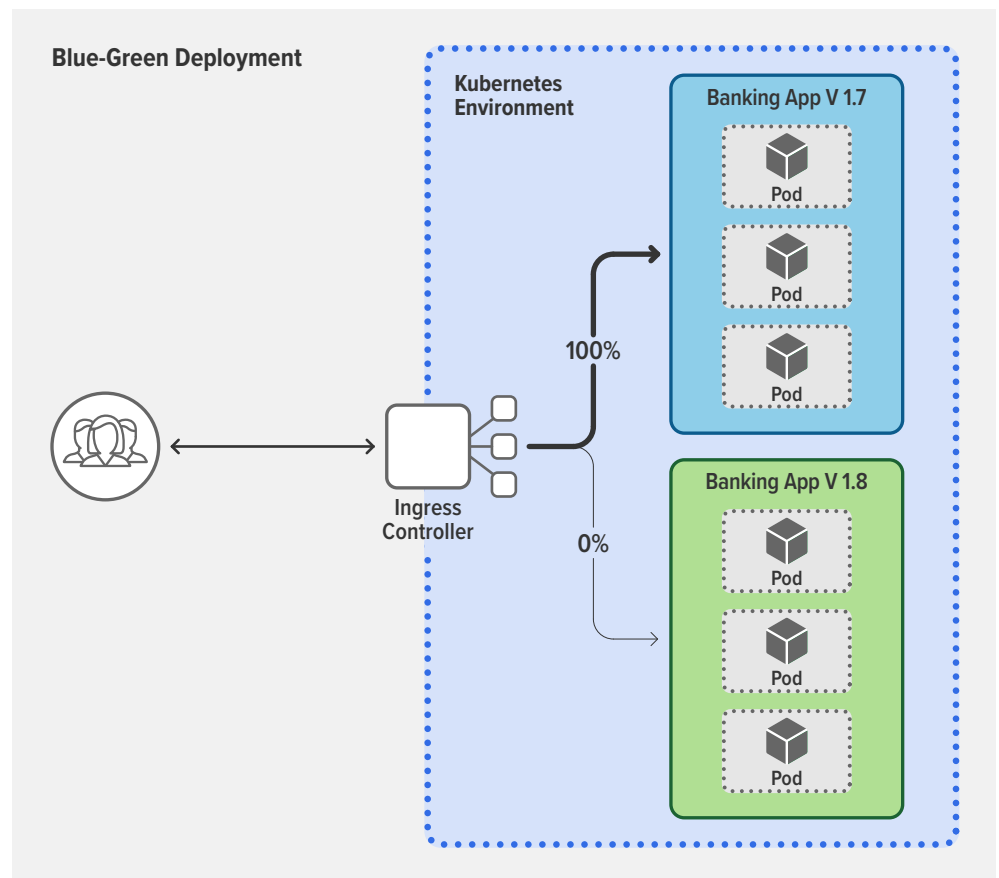 Blue-Green Deployment
Kubernetes
Environment
Banking App V 1.7
Pod
Pod
Pod
100%
Ingress
Controller
0%
Banking App V 1.8
Pod
Pod
Pod